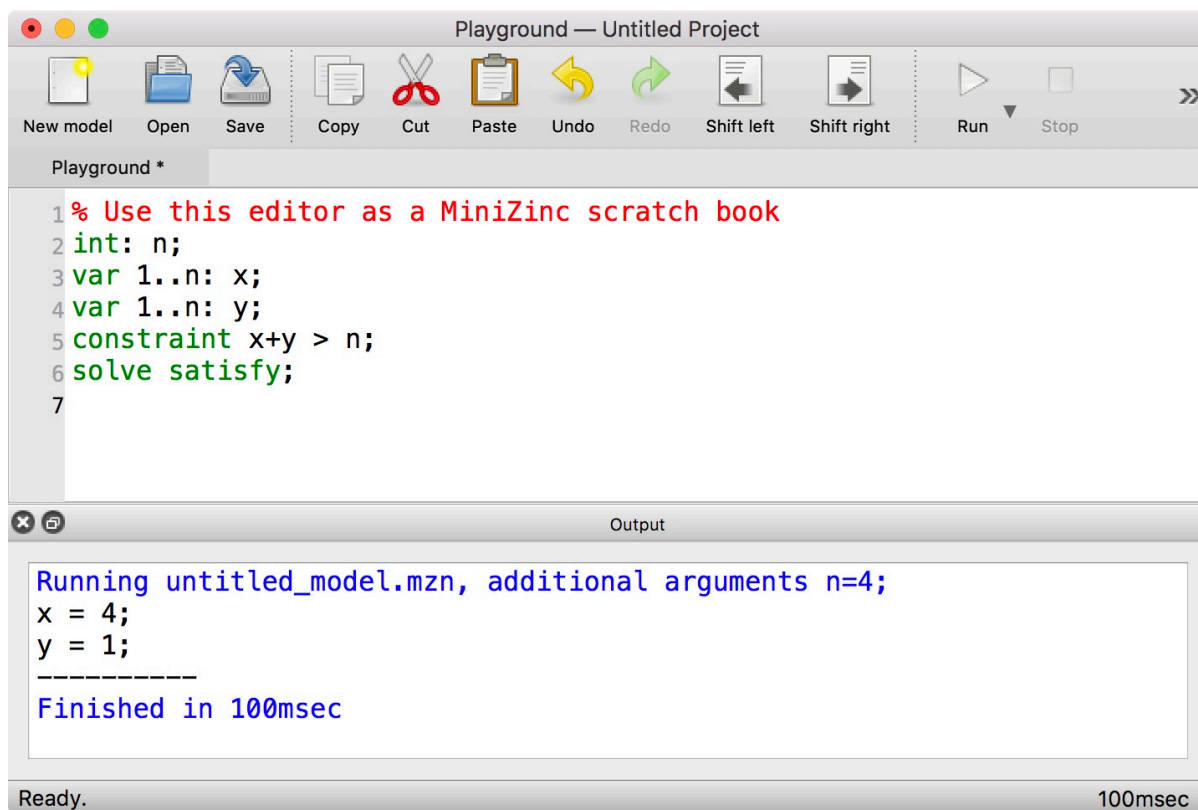 Playground — Untitled Project
New model Open Save Copy Cut Paste Undo Redo Shift left Shift right Run Stop »
Playground *
1 % Use this editor as a MiniZinc scratch book
2 int: n;
3 var 1..n: x;
4 var 1..n: y;
5 constraint x+y > n;
6 solve satisfy;
7
Output
Running untitled_model.mzn, additional arguments n=4;
x = 4;
y = 1;
----------
Finished in 100msec
Ready. 100msec